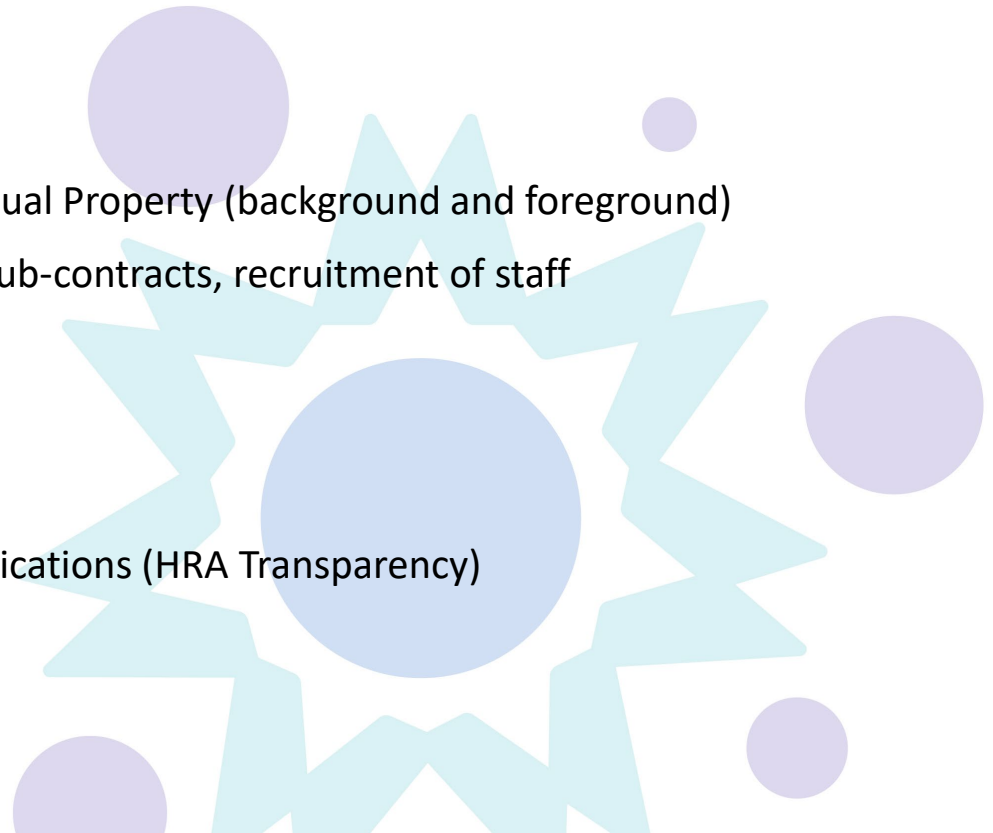 ual Property (background and foreground)
ub-contracts, recruitment of staff
ications (HRA Transparency)